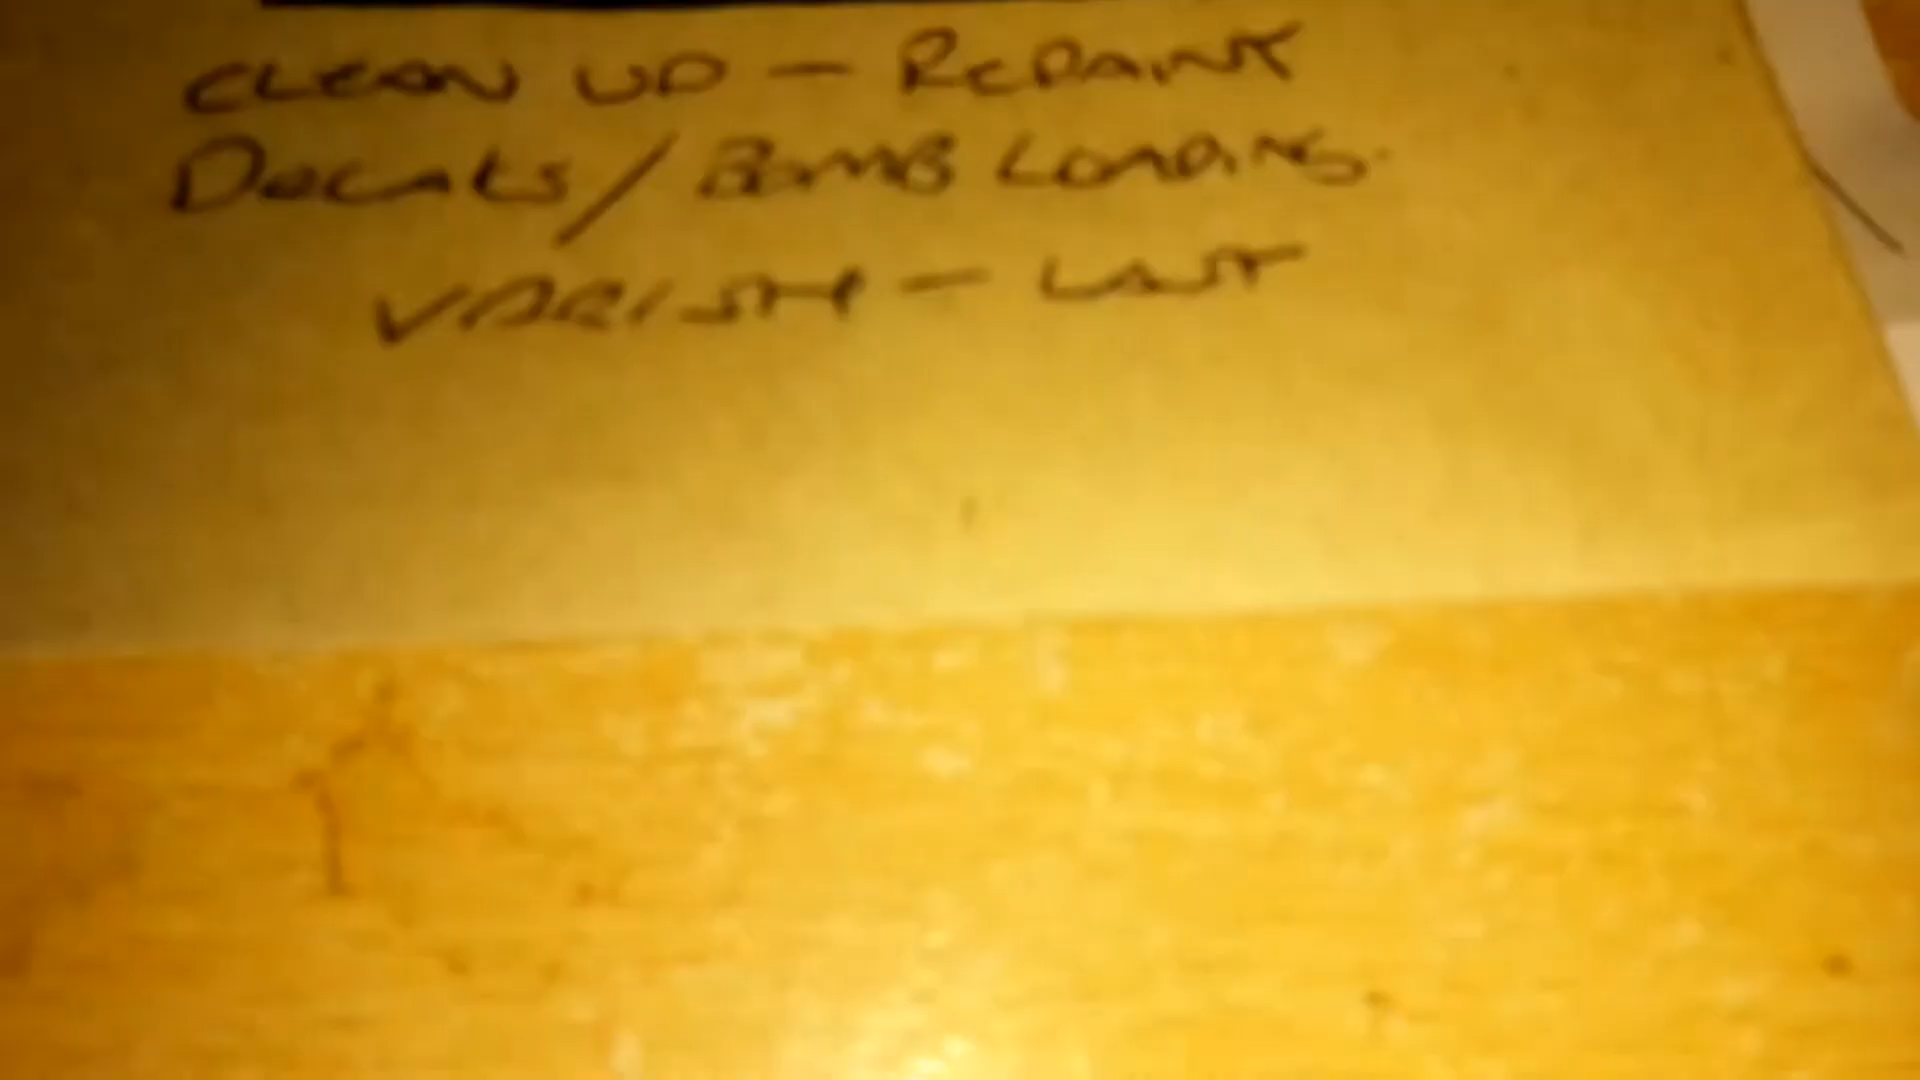 CLEAN UP - REPAINT
DECALS / BOMB LOADING.
VARISH - LAST